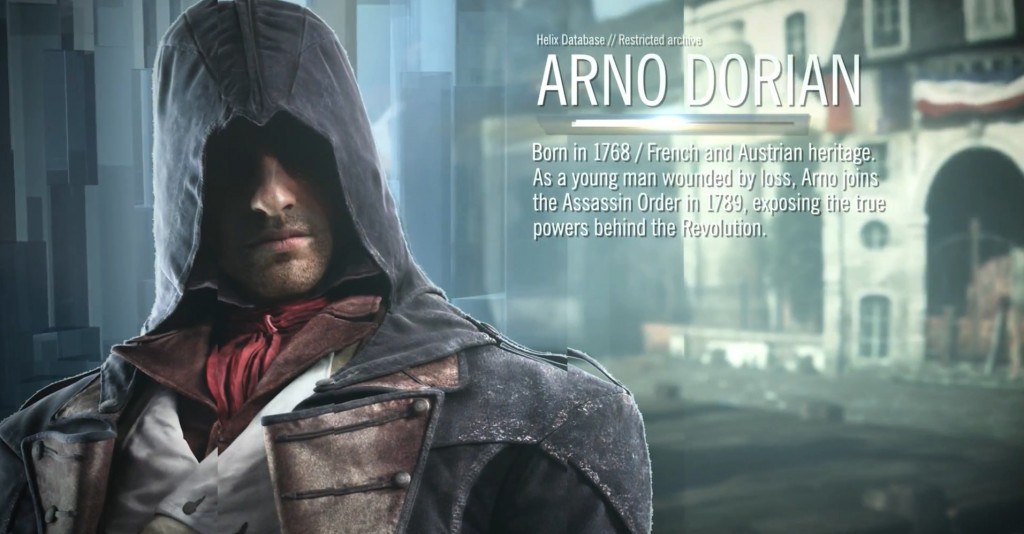 Helix Database // Restricted archive
ARNO DORIAN
Born in 1768 / French and Austrian heritage.
As a young man wounded by loss, Arno joins
the Assassin Order in 1789, exposing the true
powers behind the Revolution.